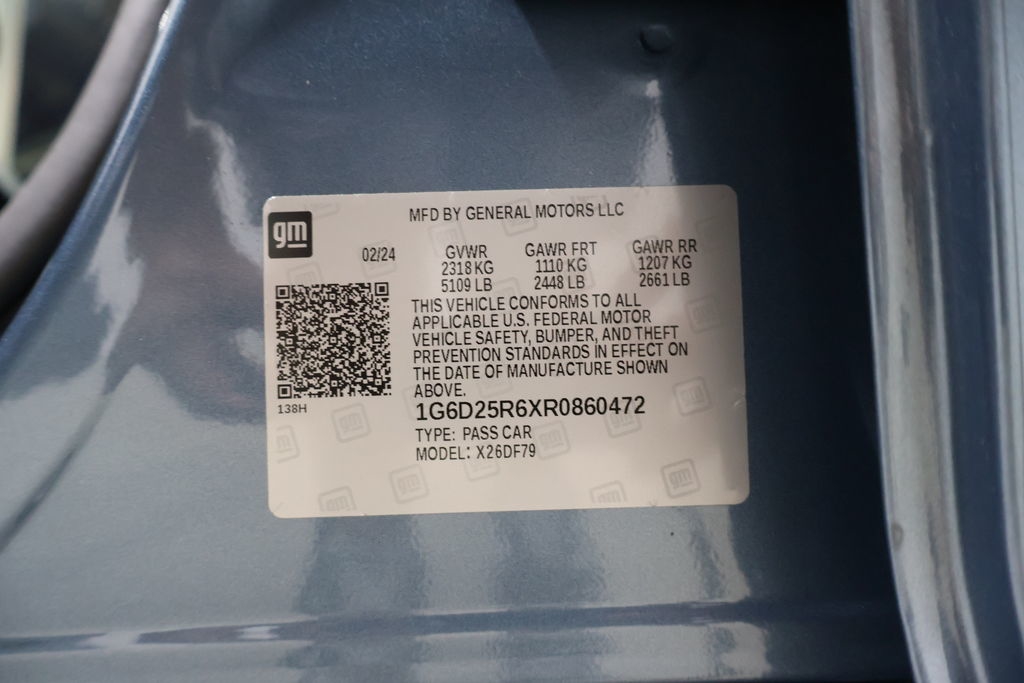 gm
MFD BY GENERAL MOTORS LLC
02/24 GVWR GAWR FRT GAWR RR
2318 KG 1110 KG 1207 KG
5109 LB 2448 LB 2661 LB
THIS VEHICLE CONFORMS TO ALL
APPLICABLE U.S. FEDERAL MOTOR
VEHICLE SAFETY, BUMPER, AND THEFT
PREVENTION STANDARDS IN EFFECT ON
THE DATE OF MANUFACTURE SHOWN
ABOVE.
138H
1G6D25R6XR0860472
TYPE: PASS CAR
MODEL: X26DF79